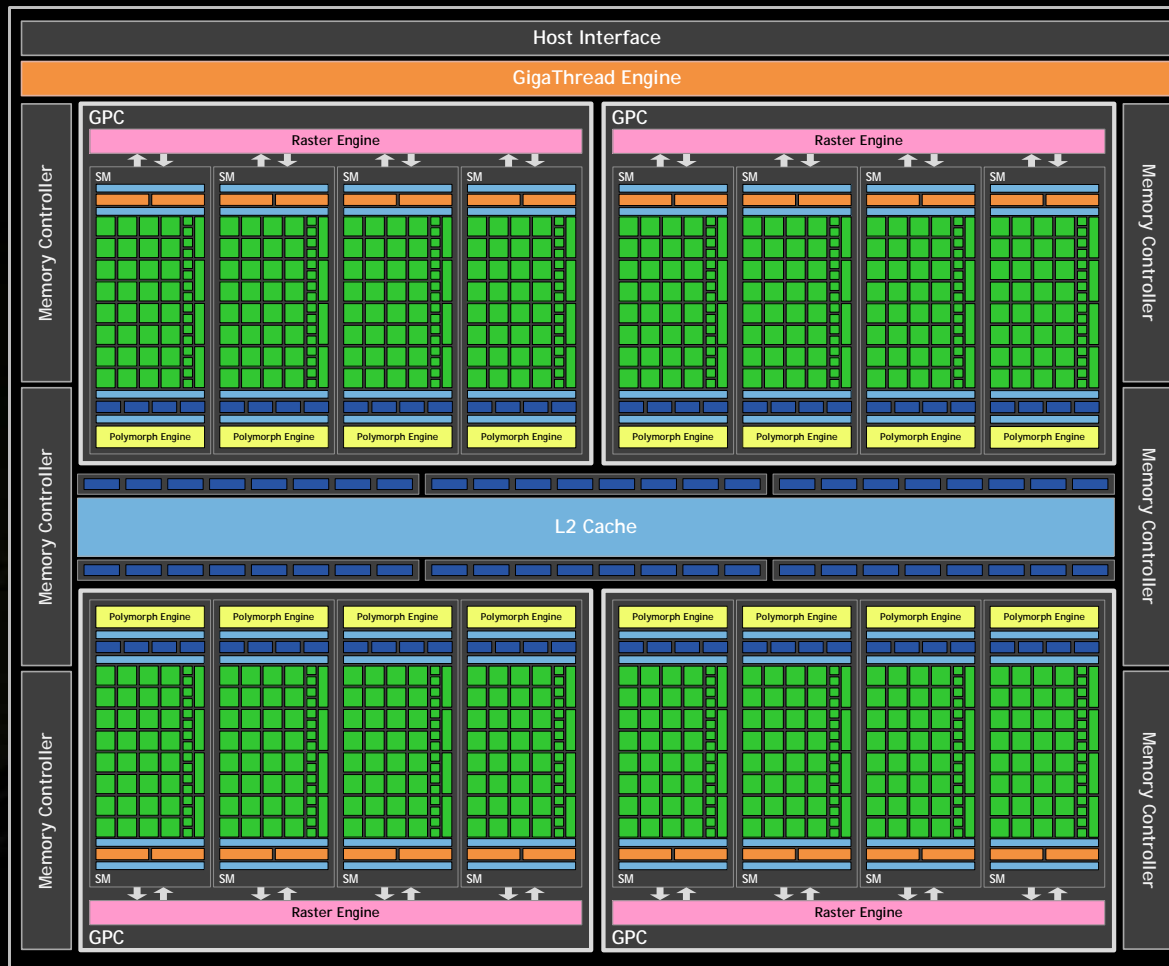 Host Interface
GigaThread Engine
Memory Controller
Memory Controller
Memory Controller
GPC
Raster Engine
SM
SM
SM
SM
Polymorph Engine
Polymorph Engine
Polymorph Engine
Polymorph Engine
GPC
Raster Engine
SM
SM
SM
SM
Polymorph Engine
Polymorph Engine
Polymorph Engine
Polymorph Engine
L2 Cache
Polymorph Engine
Polymorph Engine
Polymorph Engine
Polymorph Engine
SM
SM
SM
SM
Raster Engine
GPC
Polymorph Engine
Polymorph Engine
Polymorph Engine
Polymorph Engine
SM
SM
SM
SM
Raster Engine
GPC
Memory Controller
Memory Controller
Memory Controller